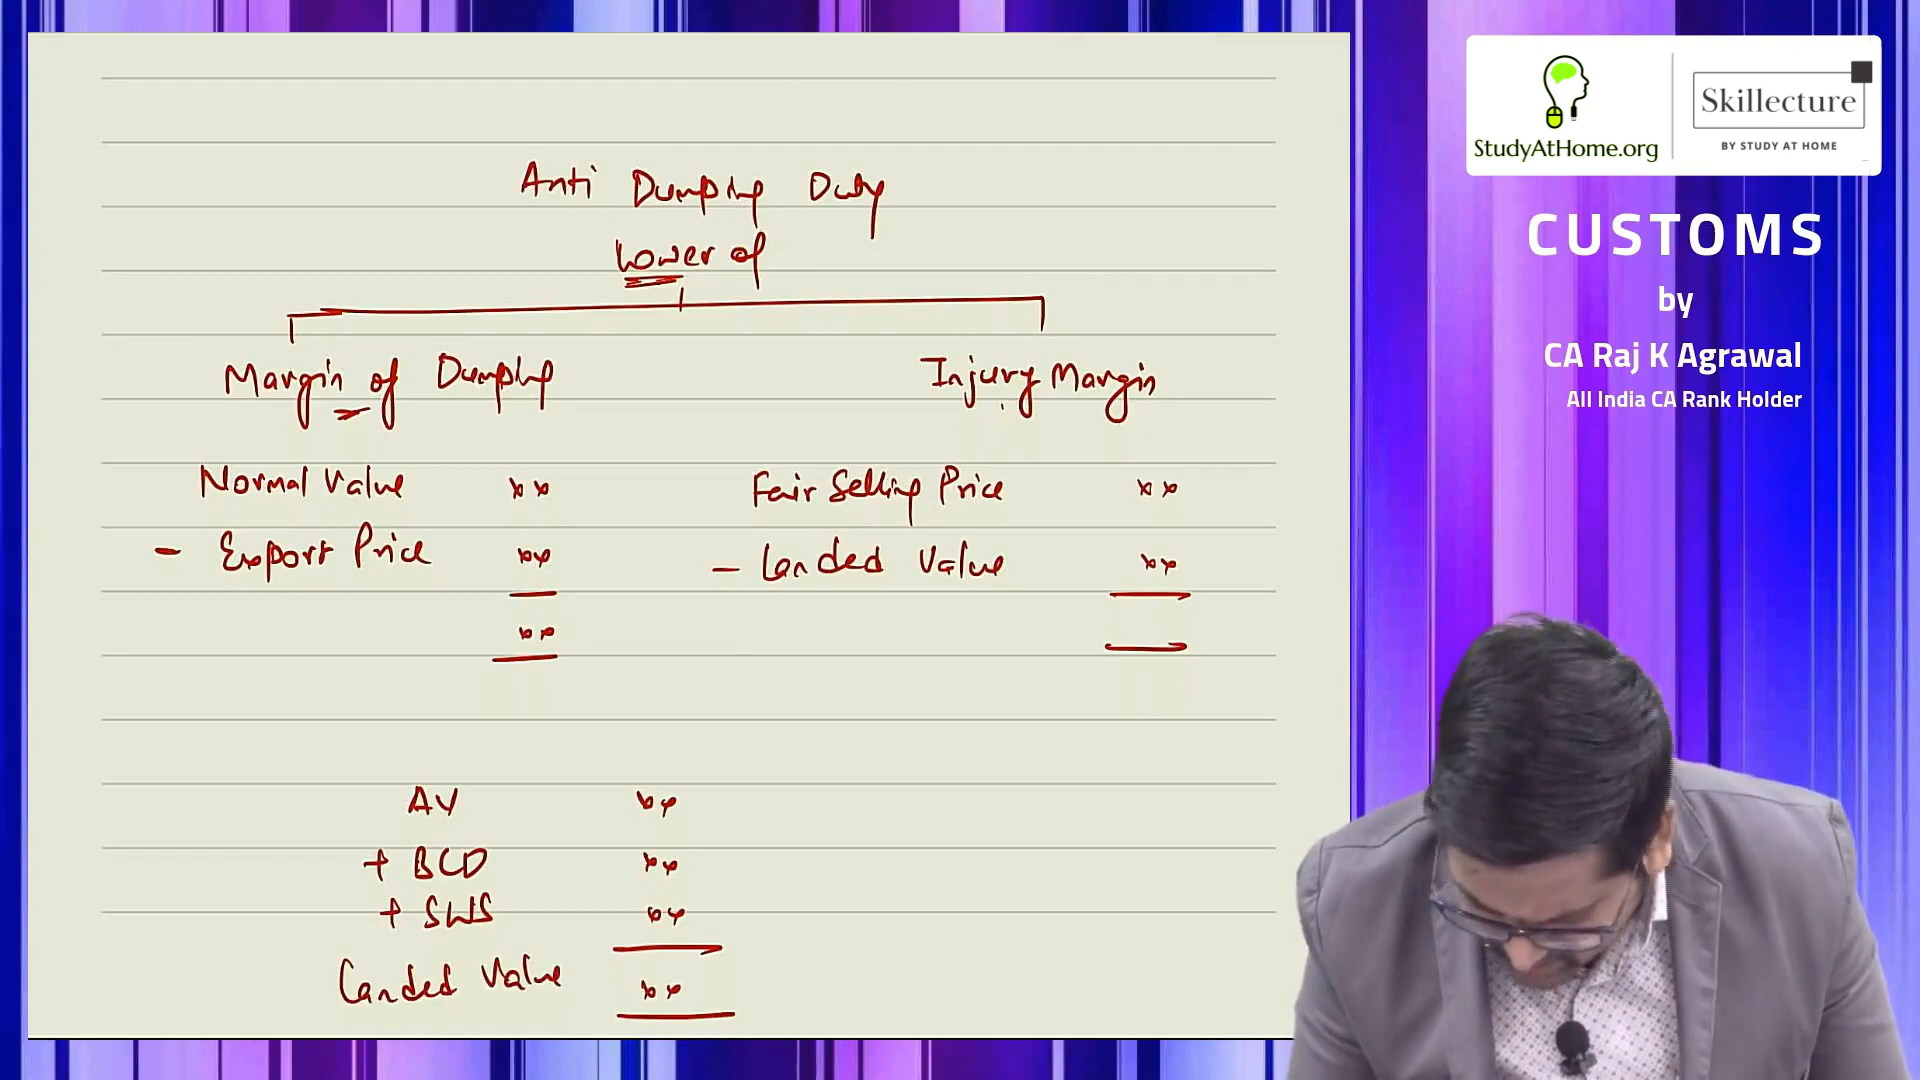 Anti Dumping Duty
Lower of
Margin of Dumping
Injury Margin
Normal Value xx
- Export Price xx
xx
Fair Selling Price xx
- Landed Value xx
AV xx
+ BCD xx
+ SWS xx
Landed Value xx
StudyAtHome.org
Skillecture
BY STUDY AT HOME
CUSTOMS
by
CA Raj K Agrawal
All India CA Rank Holder